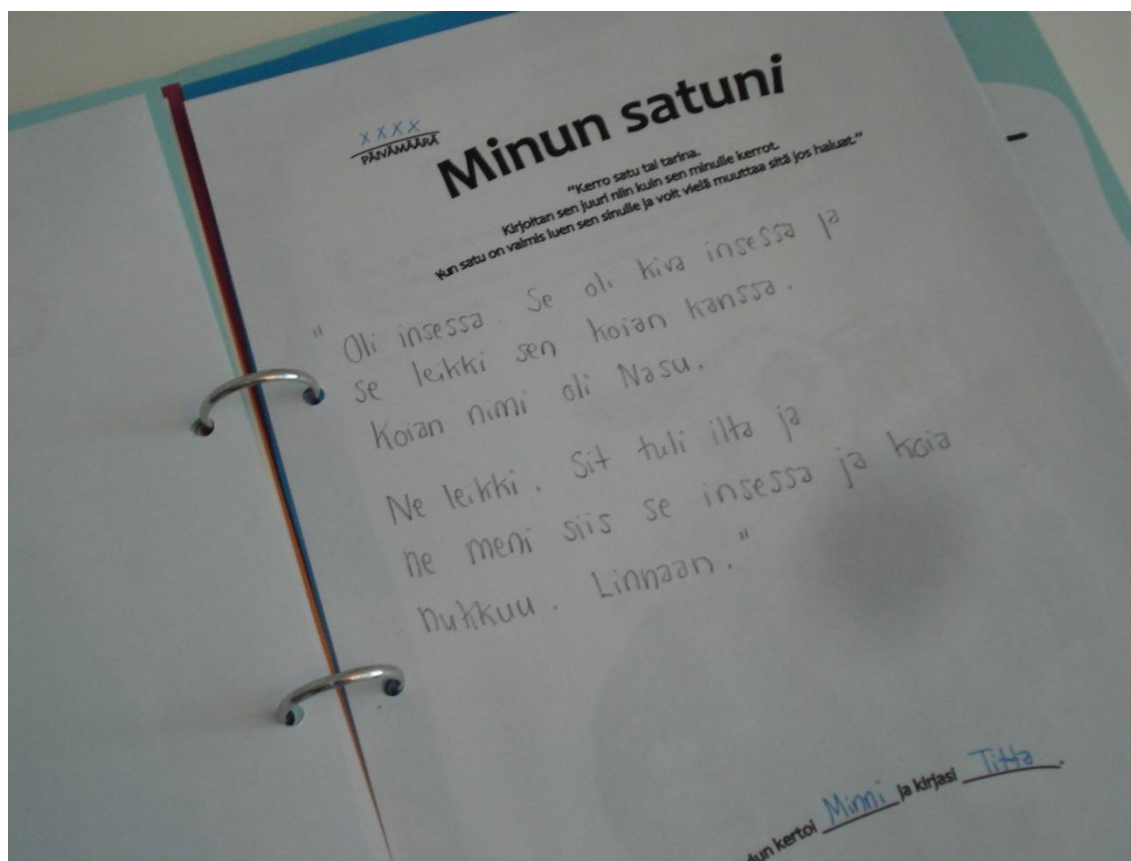 xxxx
PÄIVÄMÄÄRÄ
Minun satuni
"Kerro satu tai tarina.
Kirjoitan sen juuri niin kuin sen minulle kerrot.
Kun satu on valmis luen sen sinulle ja voit vielä muuttaa sitä jos haluat."
" Oli insessa. Se oli kiva insessa ja
se leikki sen koian kanssa.
Koian nimi oli Nasu.
Ne leikki. Sit tuli ilta ja
ne meni siis se insessa ja koia
nukkuu. Linnaan."
dun kertoi Minni ja kirjasi Titta.